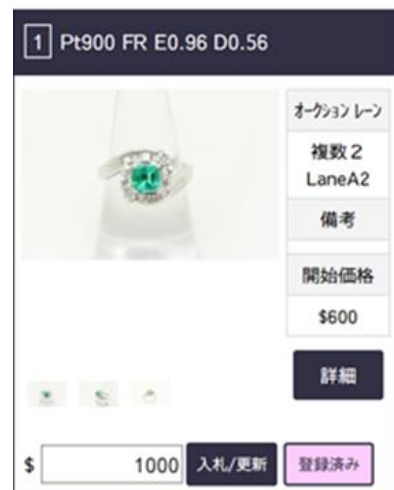 1 Pt900 FR E0.96 D0.56
オークション レーン
複数2
LaneA2
備考
開始価格
$600
詳細
$ 1000 入札/更新 登録済み